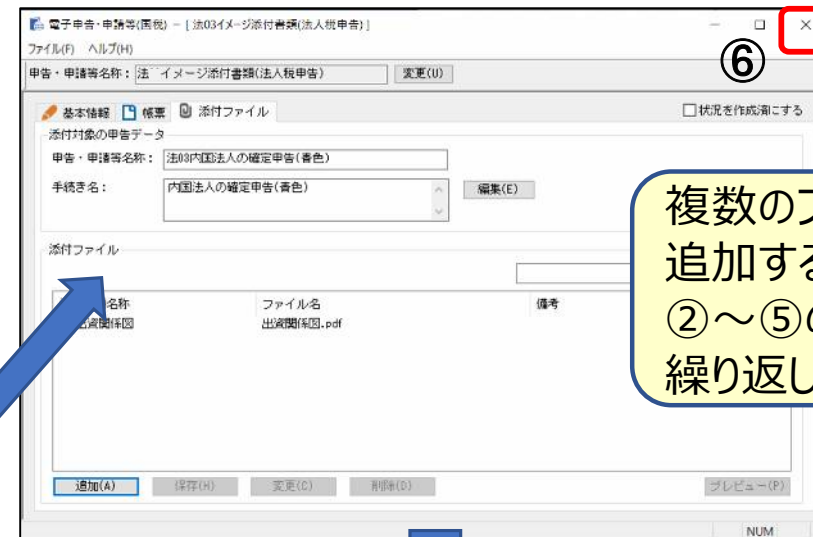 電子申告・申請等(国税) - [ 法03イメージ添付書類(法人税申告) ]
ファイル(F) ヘルプ(H)
⑥
申告・申請等名称: 法 イメージ添付書類(法人税申告) 変更(U)
基本情報 帳票 添付ファイル 状況を作成済にする
添付対象の申告データ
申告・申請等名称: 法03内国法人の確定申告(青色)
手続き名: 内国法人の確定申告(青色) 編集(E)
複数の
追加する
②～⑤の
繰り返し
添付ファイル
名称 ファイル名 備考
出資関係図 出資関係図.pdf
追加(A) 保存(H) 変更(C) 削除(D) プレビュー(P)
NUM